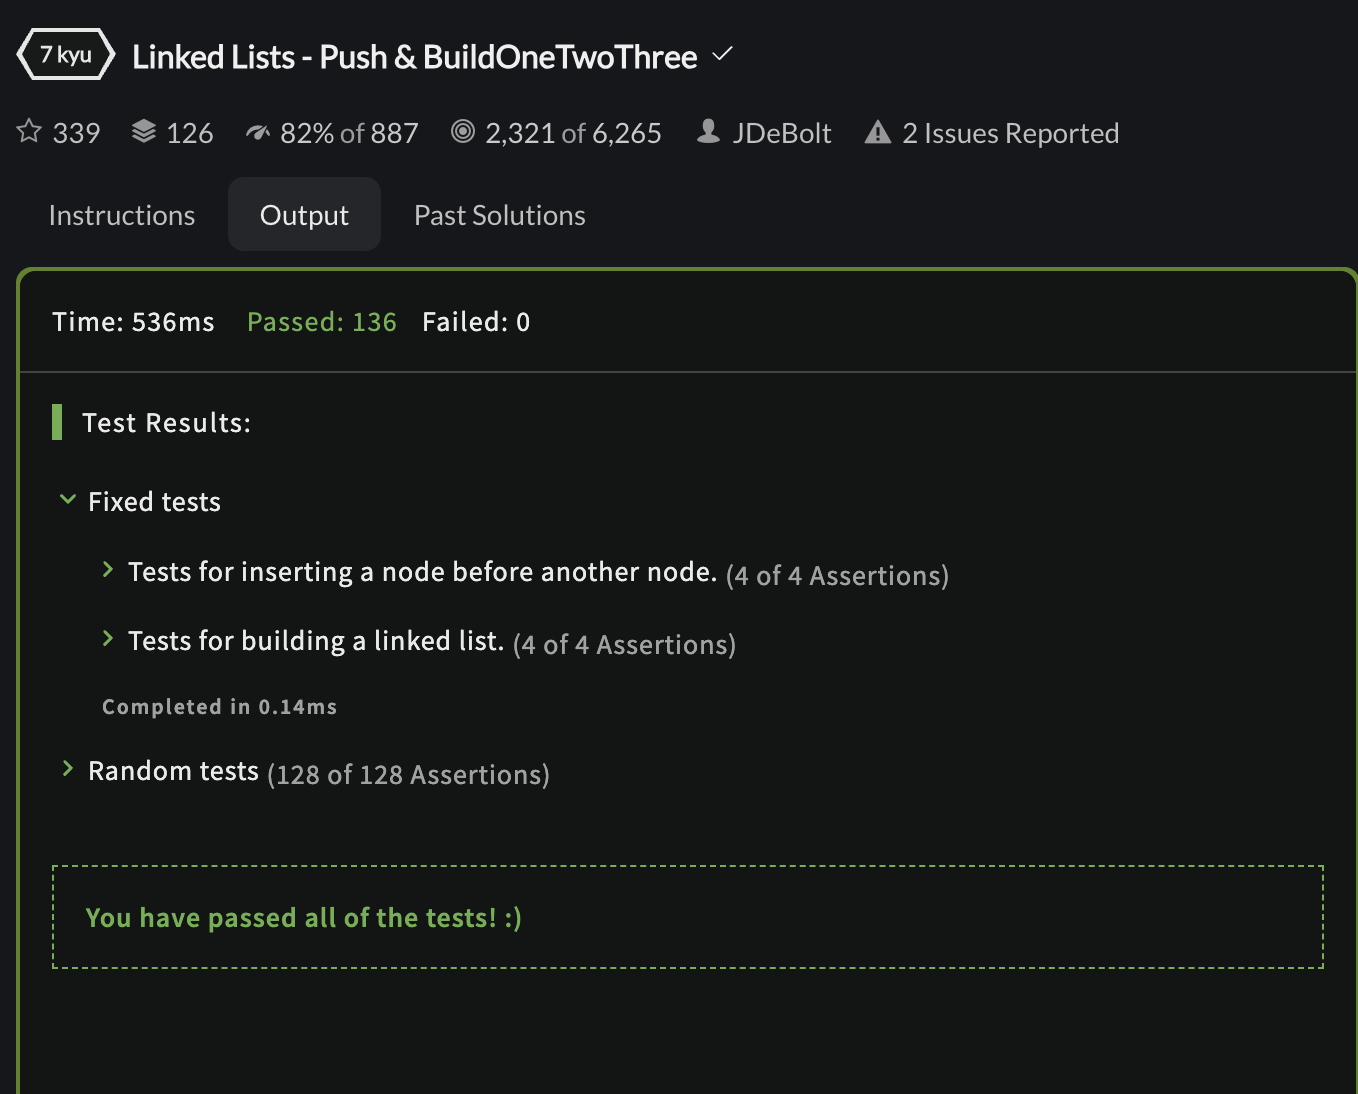 7 kyu Linked Lists - Push & BuildOneTwoThree
339 126 82% of 887 2,321 of 6,265 JDeBolt 2 Issues Reported
Instructions Output Past Solutions
Time: 536ms Passed: 136 Failed: 0
Test Results:
Fixed tests
Tests for inserting a node before another node. (4 of 4 Assertions)
Tests for building a linked list. (4 of 4 Assertions)
Completed in 0.14ms
Random tests (128 of 128 Assertions)
You have passed all of the tests! :)